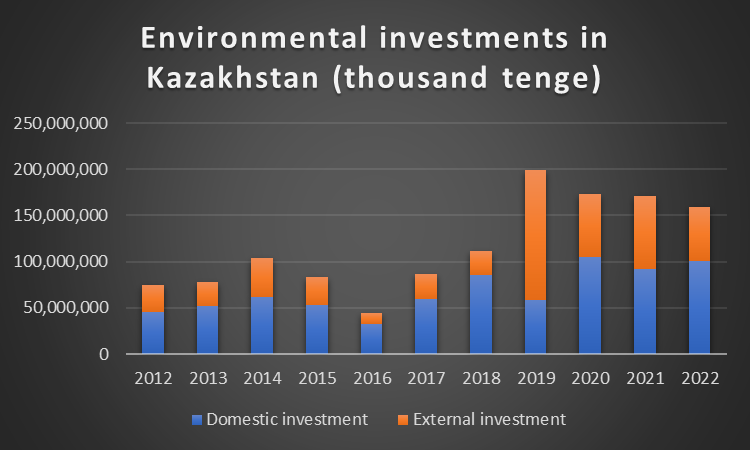 Environmental investments in
Kazakhstan (thousand tenge)
250,000,000
200,000,000
150,000,000
100,000,000
50,000,000
0
2012 2013 2014 2015 2016 2017 2018 2019 2020 2021 2022
Domestic investment External investment